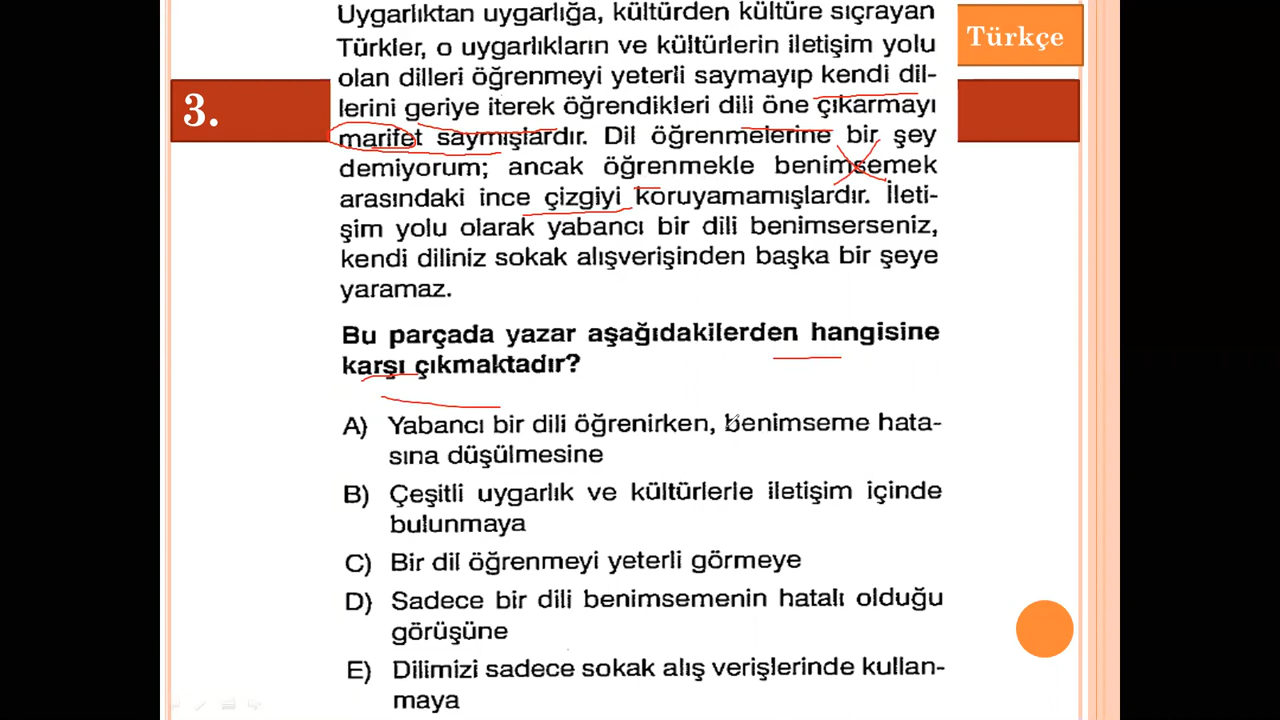 Uygarlıktan uygarlığa, kültürden kültüre sıçrayan
Türkler, o uygarlıkların ve kültürlerin iletişim yolu
olan dilleri öğrenmeyi yeterli saymayıp kendi dil-
lerini geriye iterek öğrendikleri dili öne çıkarmayı
marifet saymışlardır. Dil öğrenmelerine bir şey
demiyorum; ancak öğrenmekle benimsemek
arasındaki ince çizgiyi koruyamamışlardır. İleti-
şim yolu olarak yabancı bir dili benimserseniz,
kendi diliniz sokak alışverişinden başka bir şeye
yaramaz.
Türkçe
3.
Bu parçada yazar aşağıdakilerden hangisine
karşı çıkmaktadır?
A) Yabancı bir dili öğrenirken, benimseme hata-
sına düşülmesine
B) Çeşitli uygarlık ve kültürlerle iletişim içinde
bulunmaya
C) Bir dil öğrenmeyi yeterli görmeye
D) Sadece bir dili benimsemenin hatalı olduğu
görüşüne
E) Dilimizi sadece sokak alış verişlerinde kullan-
maya